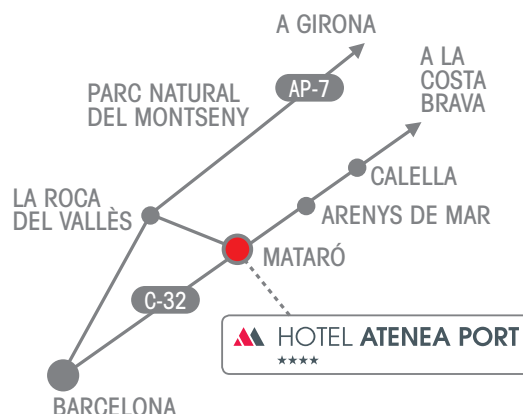 A GIRONA
A LA
COSTA
BRAVA
AP-7
PARC NATURAL
DEL MONTSENY
CALELLA
LA ROCA
DEL VALLÈS
ARENYS DE MAR
MATARÓ
C-32
HOTEL ATENEA PORT
★★★★
BARCELONA